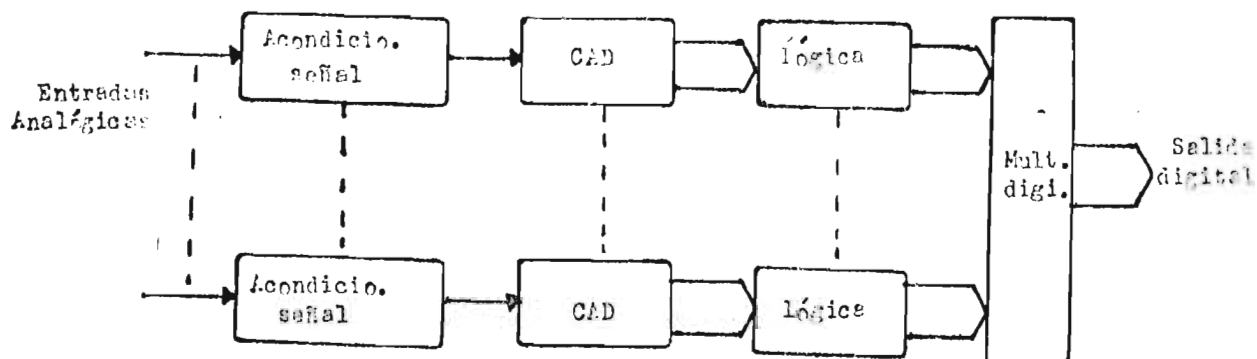 Acondicio.
señal
CAD
lógica
Entradas
Analógicas
Mult.
digi.
Salida
digital
Acondicio.
señal
CAD
lógica